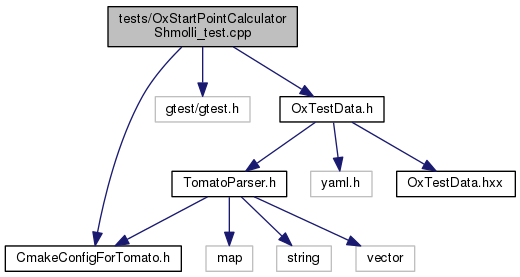 tests/OxStartPointCalculator
Shmolli_test.cpp
gtest/gtest.h
OxTestData.h
TomatoParser.h
yaml.h
OxTestData.hxx
CmakeConfigForTomato.h
map
string
vector